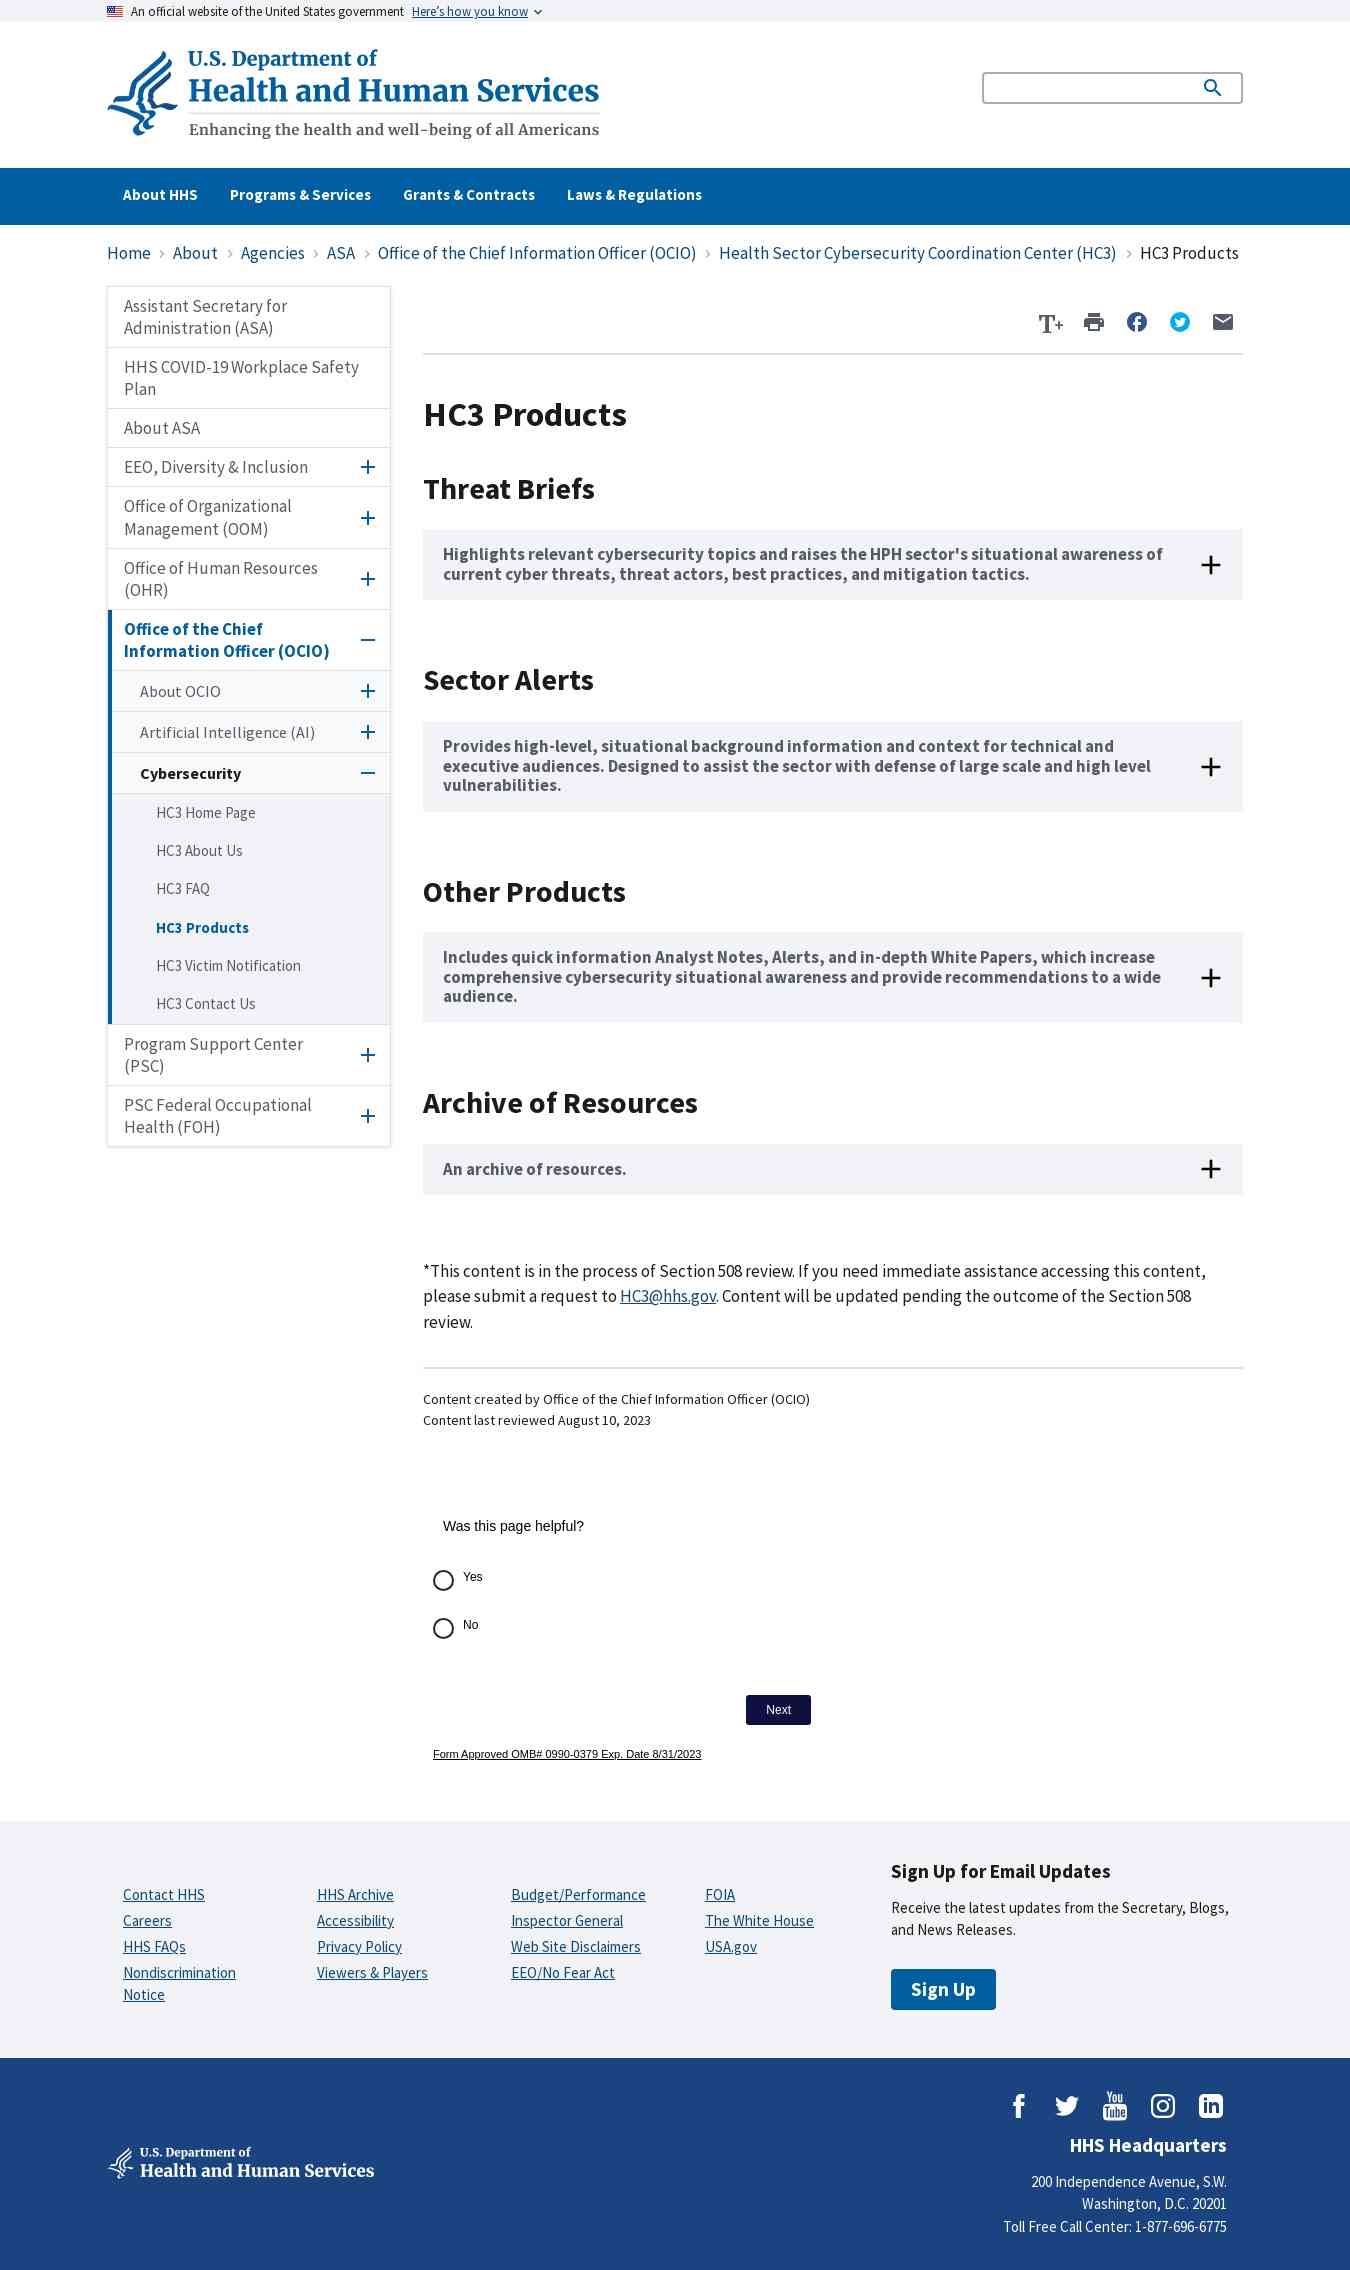 An official website of the United States government Here's how you know
U.S. Department of
Health and Human Services
Enhancing the health and well-being of all Americans
About HHS Programs & Services Grants & Contracts Laws & Regulations
Home › About › Agencies › ASA › Office of the Chief Information Officer (OCIO) › Health Sector Cybersecurity Coordination Center (HC3) › HC3 Products
Assistant Secretary for
Administration (ASA)
HHS COVID-19 Workplace Safety
Plan
About ASA
EEO, Diversity & Inclusion
Office of Organizational
Management (OOM)
Office of Human Resources
(OHR)
Office of the Chief
Information Officer (OCIO)
About OCIO
Artificial Intelligence (AI)
Cybersecurity
HC3 Home Page
HC3 About Us
HC3 FAQ
HC3 Products
HC3 Victim Notification
HC3 Contact Us
Program Support Center
(PSC)
PSC Federal Occupational
Health (FOH)
T+
HC3 Products
Threat Briefs
Highlights relevant cybersecurity topics and raises the HPH sector's situational awareness of
current cyber threats, threat actors, best practices, and mitigation tactics.
Sector Alerts
Provides high-level, situational background information and context for technical and
executive audiences. Designed to assist the sector with defense of large scale and high level
vulnerabilities.
Other Products
Includes quick information Analyst Notes, Alerts, and in-depth White Papers, which increase
comprehensive cybersecurity situational awareness and provide recommendations to a wide
audience.
Archive of Resources
An archive of resources.
*This content is in the process of Section 508 review. If you need immediate assistance accessing this content,
please submit a request to HC3@hhs.gov. Content will be updated pending the outcome of the Section 508
review.
Content created by Office of the Chief Information Officer (OCIO)
Content last reviewed August 10, 2023
Was this page helpful?
Yes
No
Next
Form Approved OMB# 0990-0379 Exp. Date 8/31/2023
Contact HHS
Careers
HHS FAQs
Nondiscrimination
Notice
HHS Archive
Accessibility
Privacy Policy
Viewers & Players
Budget/Performance
Inspector General
Web Site Disclaimers
EEO/No Fear Act
FOIA
The White House
USA.gov
Sign Up for Email Updates
Receive the latest updates from the Secretary, Blogs,
and News Releases.
Sign Up
You
Tube
in
U.S. Department of
Health and Human Services
HHS Headquarters
200 Independence Avenue, S.W.
Washington, D.C. 20201
Toll Free Call Center: 1-877-696-6775